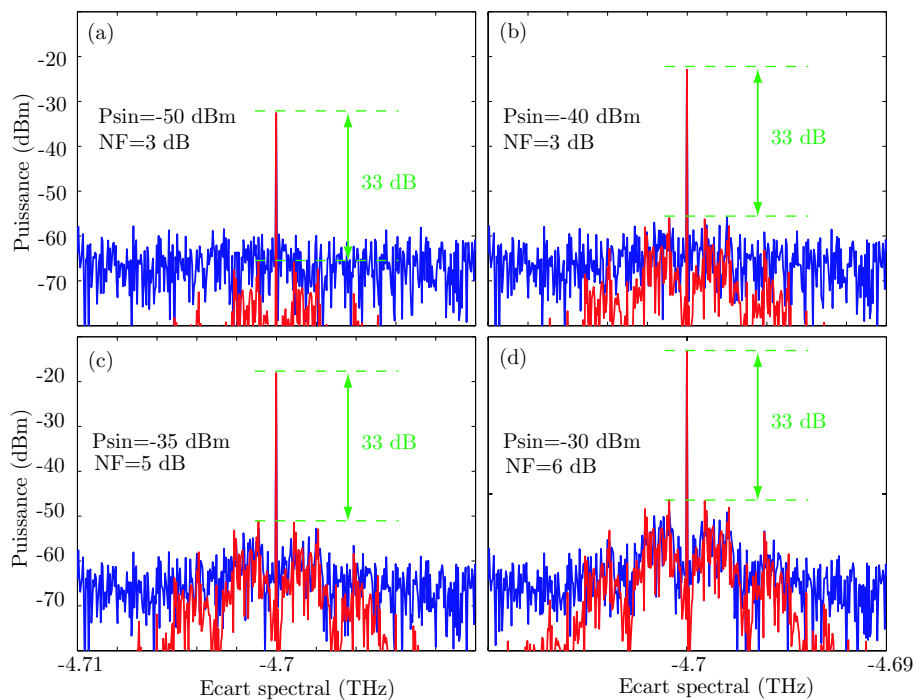 (a)
-20
-30
-40
-50
-60
-70
Puissance (dBm)
Psin=-50 dBm
NF=3 dB
33 dB
(b)
Psin=-40 dBm
NF=3 dB
33 dB
(c)
-20
-30
-40
-50
-60
-70
Puissance (dBm)
Psin=-35 dBm
NF=5 dB
33 dB
-4.71
-4.7
Ecart spectral (THz)
(d)
Psin=-30 dBm
NF=6 dB
33 dB
-4.7
-4.69
Ecart spectral (THz)